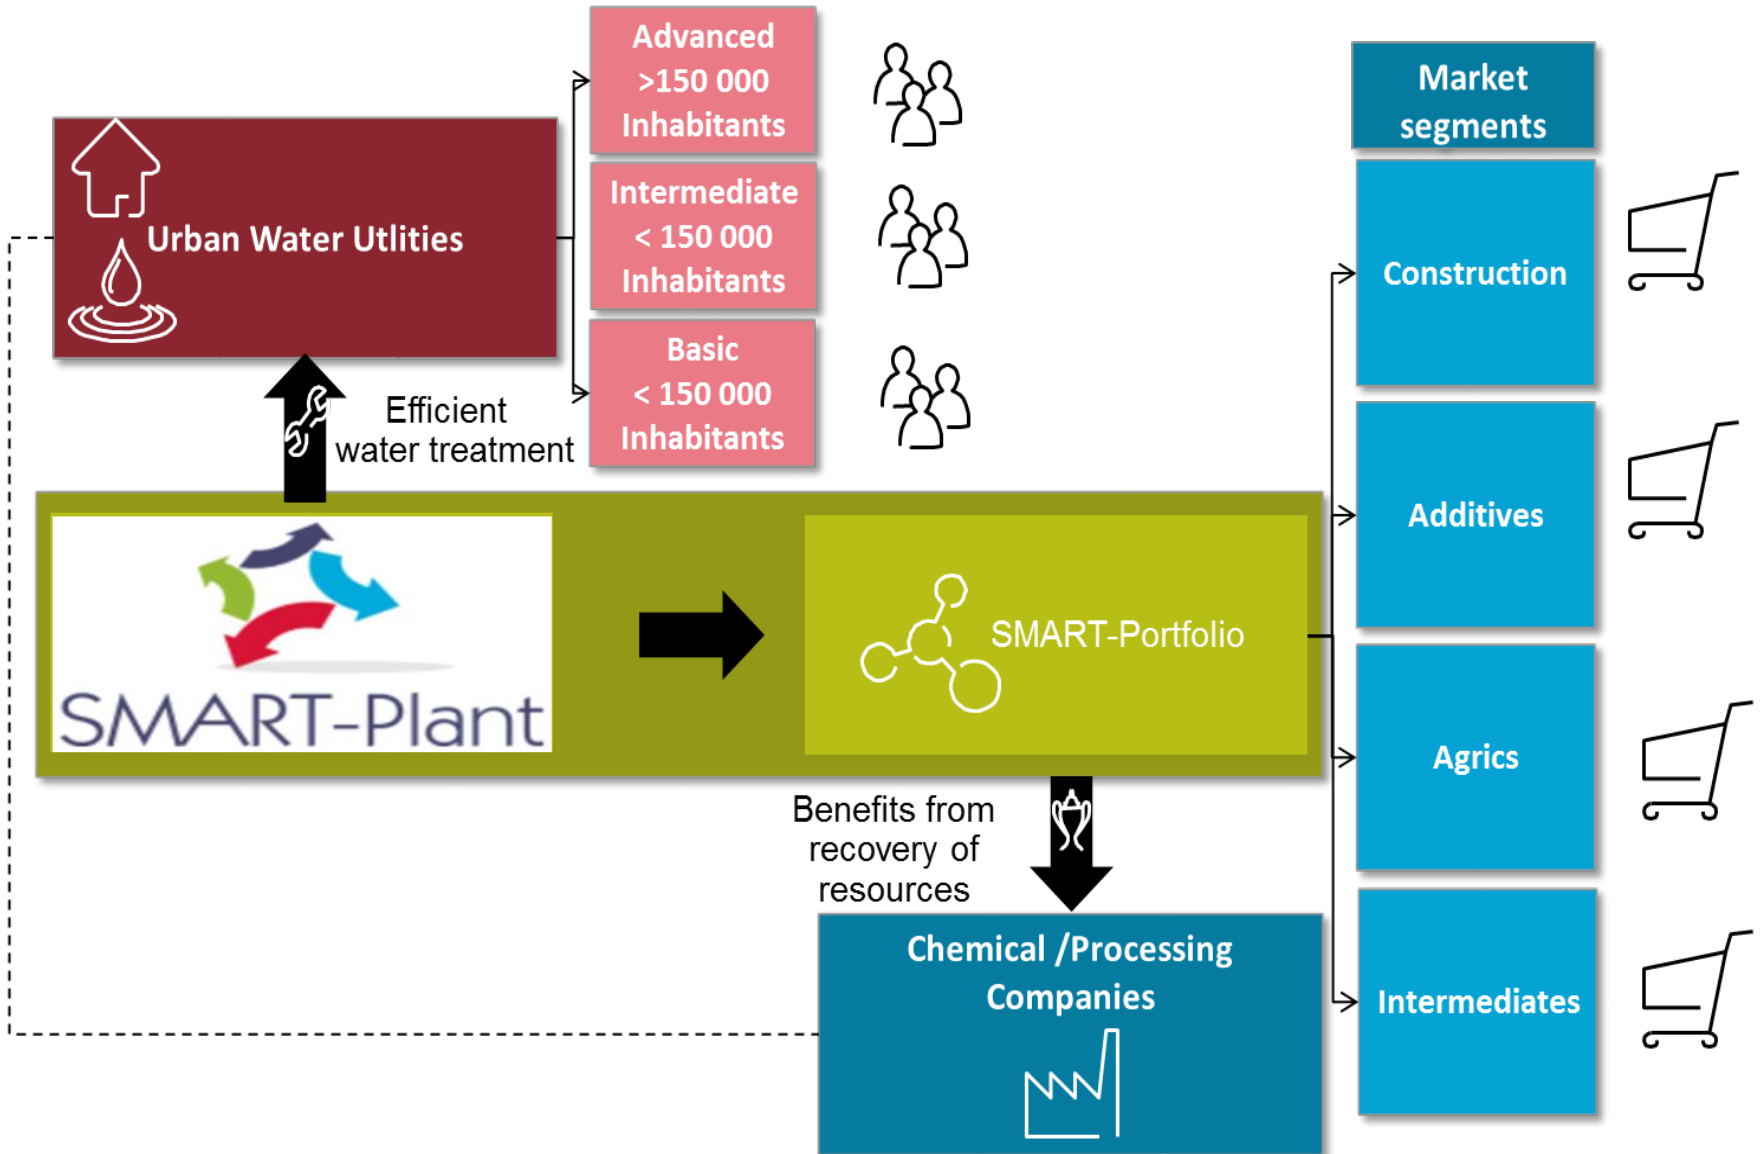 Advanced
>150 000
Inhabitants
Market
segments
Urban Water Utlities
Intermediate
< 150 000
Inhabitants
Construction
Basic
< 150 000
Inhabitants
Efficient
water treatment
Additives
SMART-Plant
SMART-Portfolio
Agrics
Benefits from
recovery of
resources
Chemical /Processing
Companies
Intermediates